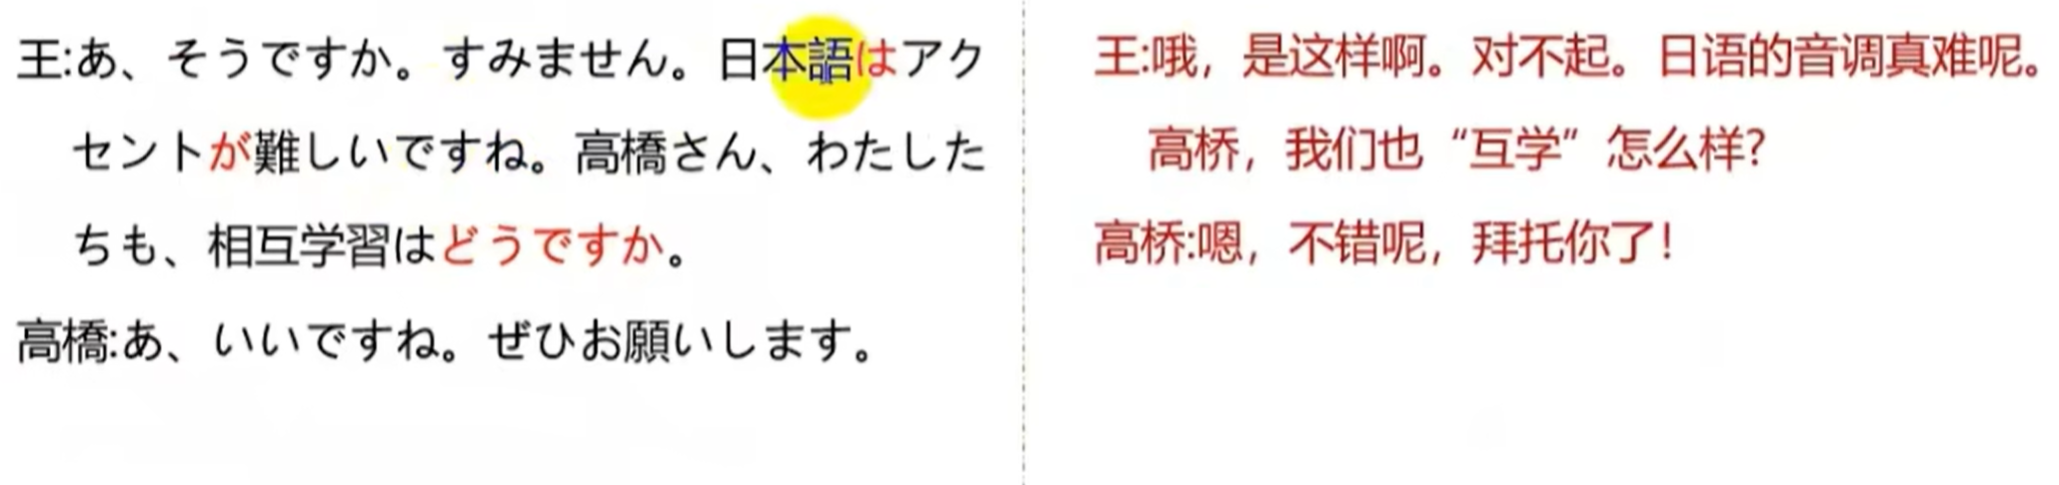 王:あ、そうですか。すみません。日本語はアク
セントが難しいですね。高橋さん、わたした
ちも、相互学習はどうですか。
高橋:あ、いいですね。ぜひお願いします。
王:哦，是这样啊。对不起。日语的音调真难呢。
高桥，我们也“互学”怎么样?
高桥:嗯，不错呢，拜托你了!